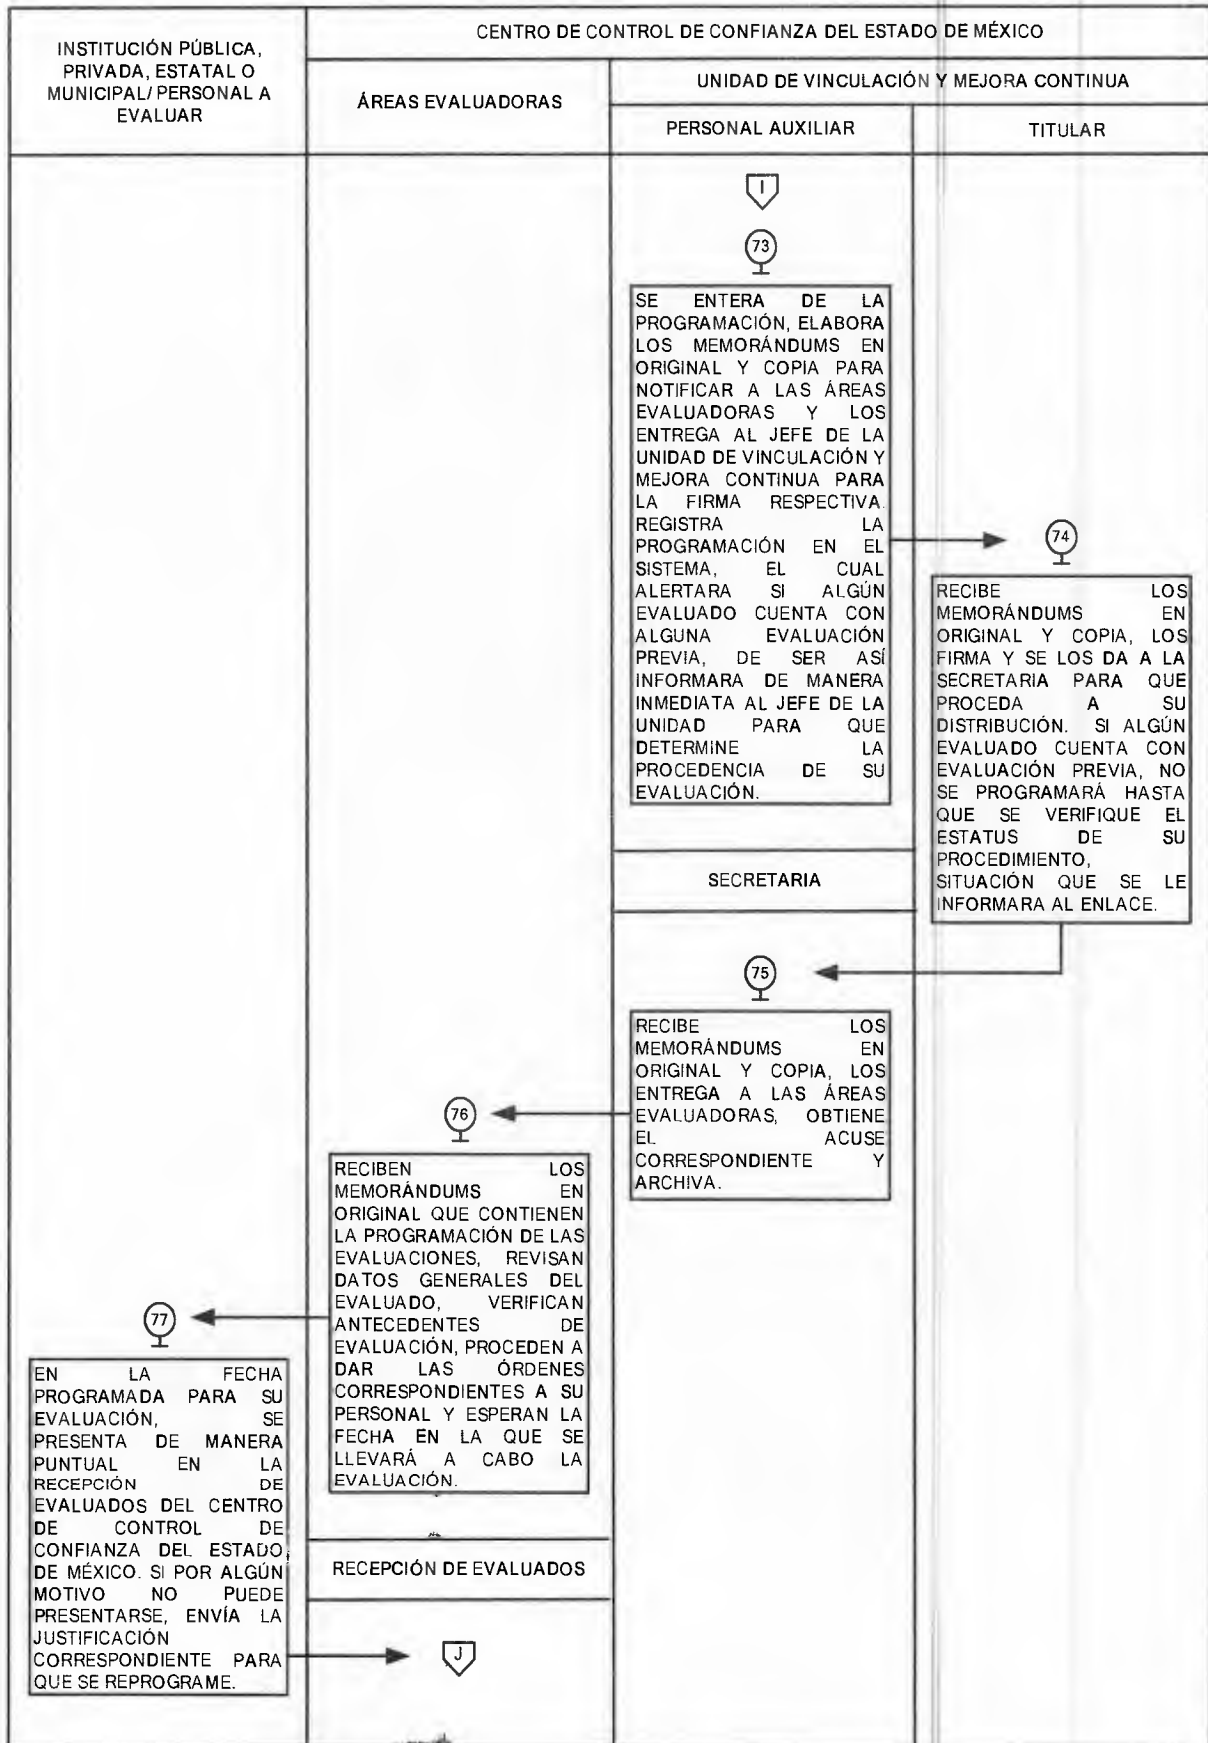 INSTITUCIÓN PÚBLICA,
PRIVADA, ESTATAL O
MUNICIPAL/ PERSONAL A
EVALUAR
CENTRO DE CONTROL DE CONFIANZA DEL ESTADO DE MÉXICO
ÁREAS EVALUADORAS
UNIDAD DE VINCULACIÓN Y MEJORA CONTINUA
PERSONAL AUXILIAR
TITULAR
I
73
SE ENTERA DE LA
PROGRAMACIÓN, ELABORA
LOS MEMORÁNDUMS EN
ORIGINAL Y COPIA PARA
NOTIFICAR A LAS ÁREAS
EVALUADORAS Y LOS
ENTREGA AL JEFE DE LA
UNIDAD DE VINCULACIÓN Y
MEJORA CONTINUA PARA
LA FIRMA RESPECTIVA.
REGISTRA LA
PROGRAMACIÓN EN EL
SISTEMA, EL CUAL
ALERTARA SI ALGÚN
EVALUADO CUENTA CON
ALGUNA EVALUACIÓN
PREVIA, DE SER ASÍ
INFORMARA DE MANERA
INMEDIATA AL JEFE DE LA
UNIDAD PARA QUE
DETERMINE LA
PROCEDENCIA DE SU
EVALUACIÓN.
74
RECIBE LOS
MEMORÁNDUMS EN
ORIGINAL Y COPIA, LOS
FIRMA Y SE LOS DA A LA
SECRETARIA PARA QUE
PROCEDA A SU
DISTRIBUCIÓN. SI ALGÚN
EVALUADO CUENTA CON
EVALUACIÓN PREVIA, NO
SE PROGRAMARÁ HASTA
QUE SE VERIFIQUE EL
ESTATUS DE SU
PROCEDIMIENTO,
SITUACIÓN QUE SE LE
INFORMARA AL ENLACE.
SECRETARIA
75
RECIBE LOS
MEMORÁNDUMS EN
ORIGINAL Y COPIA, LOS
ENTREGA A LAS ÁREAS
EVALUADORAS, OBTIENE
EL ACUSE
CORRESPONDIENTE Y
ARCHIVA.
76
RECIBEN LOS
MEMORÁNDUMS EN
ORIGINAL QUE CONTIENEN
LA PROGRAMACIÓN DE LAS
EVALUACIONES, REVISAN
DATOS GENERALES DEL
EVALUADO, VERIFICAN
ANTECEDENTES DE
EVALUACIÓN, PROCEDEN A
DAR LAS ÓRDENES
CORRESPONDIENTES A SU
PERSONAL Y ESPERAN LA
FECHA EN LA QUE SE
LLEVARÁ A CABO LA
EVALUACIÓN.
77
EN LA FECHA
PROGRAMADA PARA SU
EVALUACIÓN, SE
PRESENTA DE MANERA
PUNTUAL EN LA
RECEPCIÓN DE
EVALUADOS DEL CENTRO
DE CONTROL DE
CONFIANZA DEL ESTADO
DE MÉXICO. SI POR ALGÚN
MOTIVO NO PUEDE
PRESENTARSE, ENVÍA LA
JUSTIFICACIÓN
CORRESPONDIENTE PARA
QUE SE REPROGRAME.
RECEPCIÓN DE EVALUADOS
J